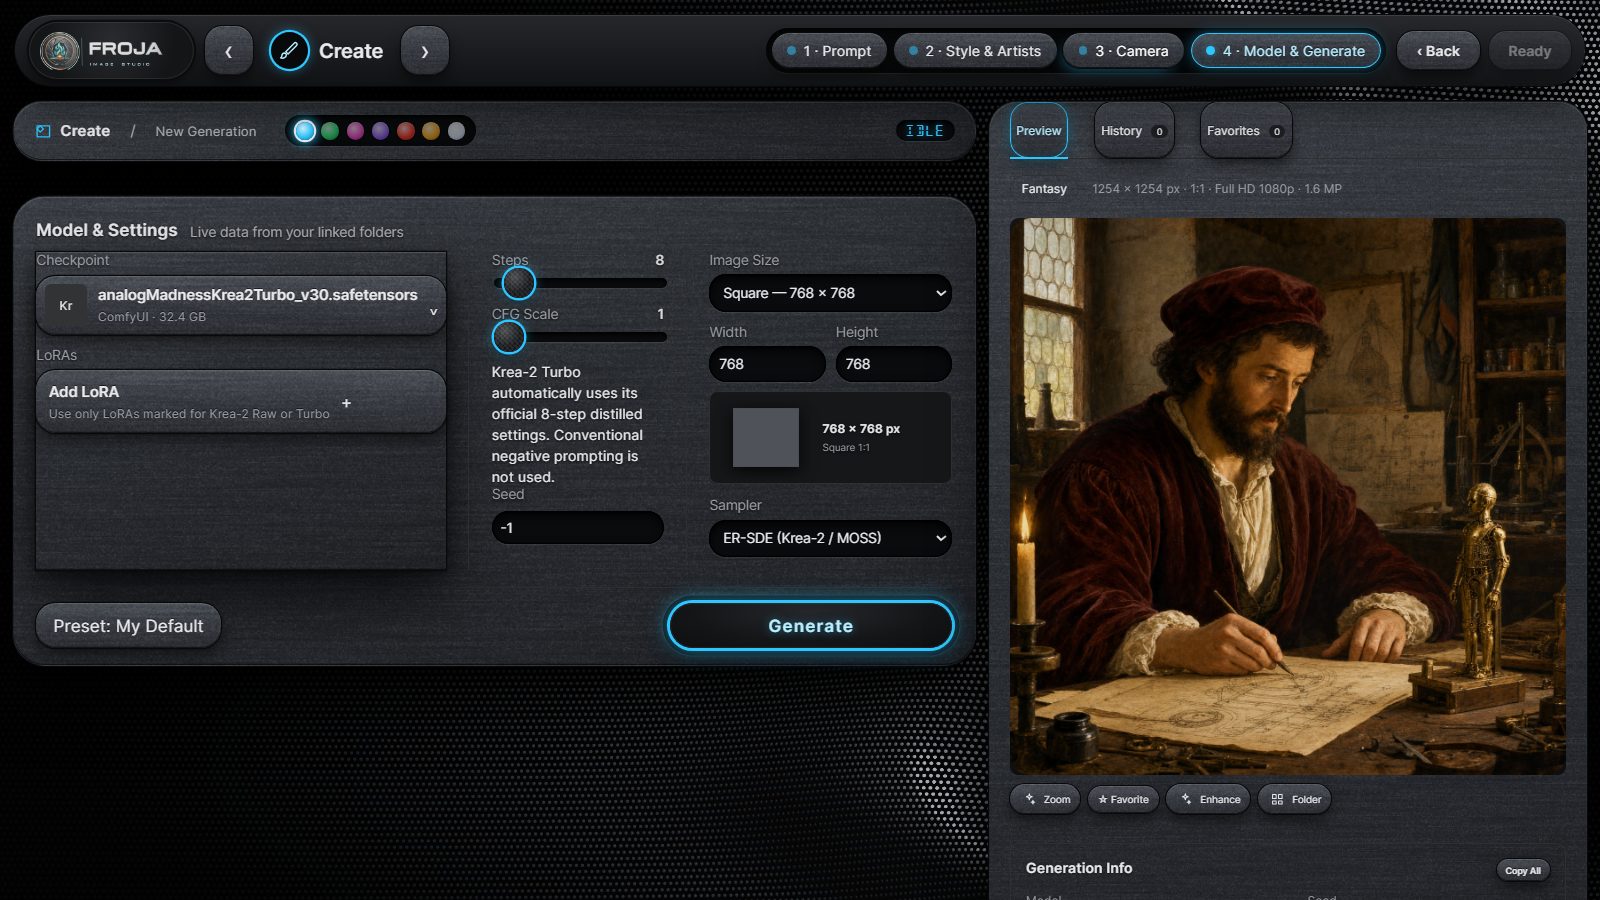 FROJA
IMAGE STUDIO
‹
Create
›
1 · Prompt
2 · Style & Artists
3 · Camera
4 · Model & Generate
‹ Back
Ready
Create / New Generation
IDLE
Model & Settings Live data from your linked folders
Checkpoint
Kr
analogMadnessKrea2Turbo_v30.safetensors
ComfyUI · 32.4 GB
v
LoRAs
Add LoRA
Use only LoRAs marked for Krea-2 Raw or Turbo
+
Steps 8
CFG Scale 1
Krea-2 Turbo
automatically uses its
official 8-step distilled
settings. Conventional
negative prompting is
not used.
Seed
-1
Image Size
Square — 768 × 768
Width Height
768 768
768 × 768 px
Square 1:1
Sampler
ER-SDE (Krea-2 / MOSS)
Preset: My Default
Generate
Preview
History 0
Favorites 0
Fantasy 1254 × 1254 px · 1:1 · Full HD 1080p · 1.6 MP
Zoom
☆ Favorite
Enhance
Folder
Generation Info
Copy All
Model Seed